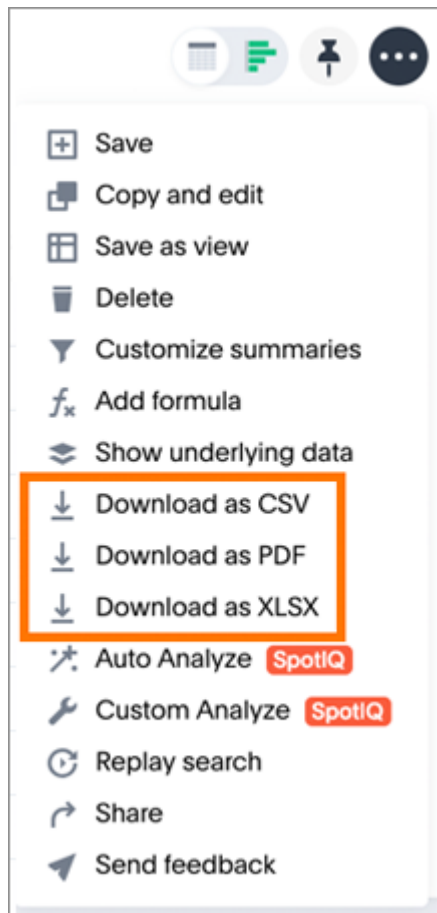 Save
Copy and edit
Save as view
Delete
Customize summaries
fx Add formula
Show underlying data
Download as CSV
Download as PDF
Download as XLSX
Auto Analyze SpotIQ
Custom Analyze SpotIQ
Replay search
Share
Send feedback